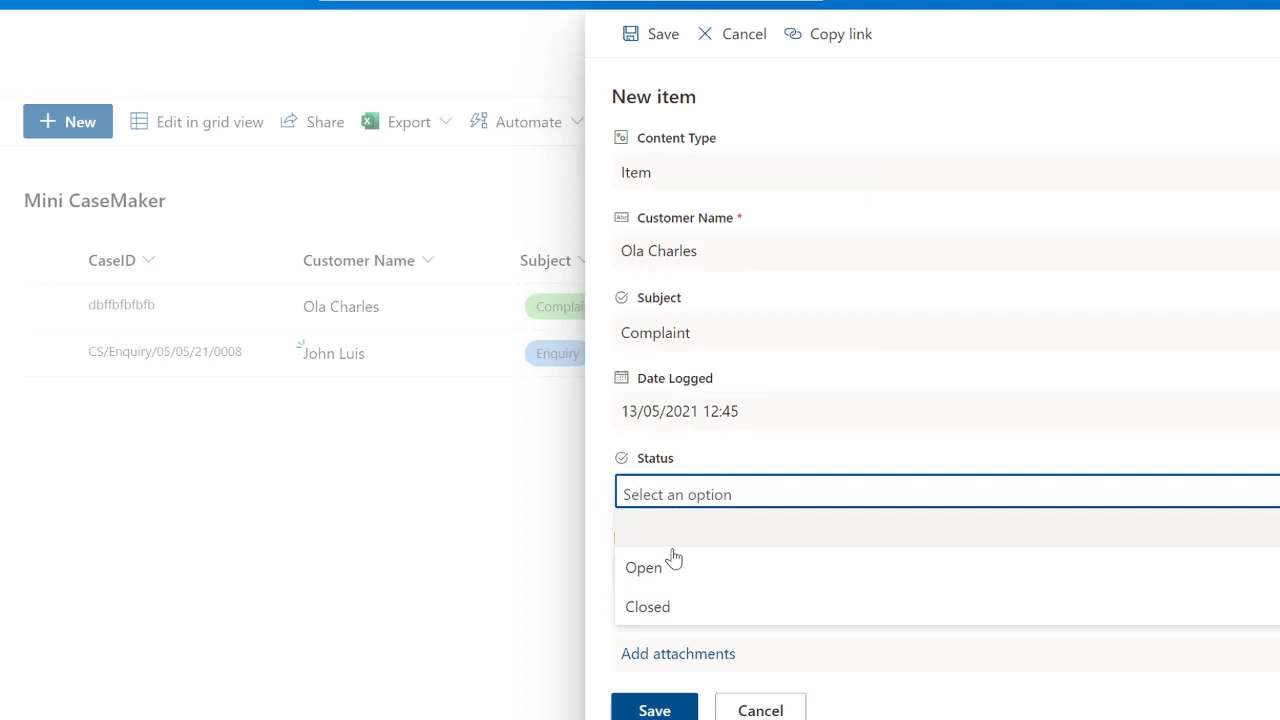 Save Cancel Copy link
New item
New Edit in grid view Share Export Automate
Content Type
Item
Mini CaseMaker
Customer Name *
Ola Charles
CaseID Customer Name Subject
Subject
dbffbfbfbfb Ola Charles Complai
Complaint
CS/Enquiry/05/05/21/0008 John Luis Enquiry
Date Logged
13/05/2021 12:45
Status
Select an option
Open
Closed
Add attachments
Save Cancel